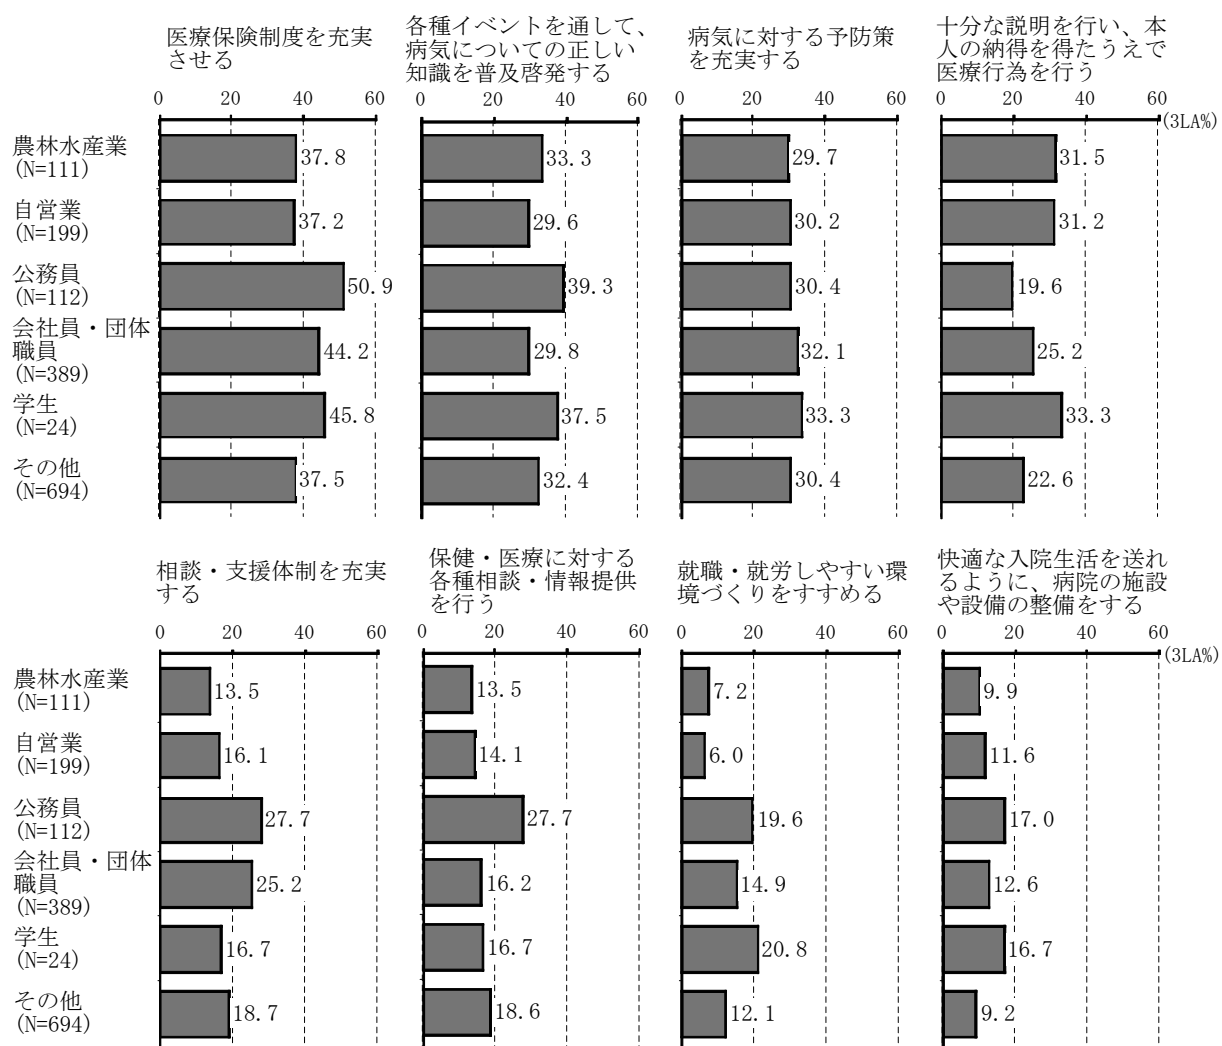 医療保険制度を充実
させる
各種イベントを通して、
病気についての正しい
知識を普及啓発する
病気に対する予防策
を充実する
十分な説明を行い、本
人の納得を得たうえで
医療行為を行う
0 20 40 60
0 20 40 60
0 20 40 60
0 20 40 60
(3LA%)
農林水産業
(N=111)
37.8 33.3 29.7 31.5
自営業
(N=199)
37.2 29.6 30.2 31.2
公務員
(N=112)
50.9 39.3 30.4 19.6
会社員・団体
職員
(N=389)
44.2 29.8 32.1 25.2
学生
(N=24)
45.8 37.5 33.3 33.3
その他
(N=694)
37.5 32.4 30.4 22.6
相談・支援体制を充実
する
保健・医療に対する
各種相談・情報提供
を行う
就職・就労しやすい環
境づくりをすすめる
快適な入院生活を送れ
るように、病院の施設
や設備の整備をする
0 20 40 60
0 20 40 60
0 20 40 60
0 20 40 60
(3LA%)
農林水産業
(N=111)
13.5 13.5 7.2 9.9
自営業
(N=199)
16.1 14.1 6.0 11.6
公務員
(N=112)
27.7 27.7 19.6 17.0
会社員・団体
職員
(N=389)
25.2 16.2 14.9 12.6
学生
(N=24)
16.7 16.7 20.8 16.7
その他
(N=694)
18.7 18.6 12.1 9.2